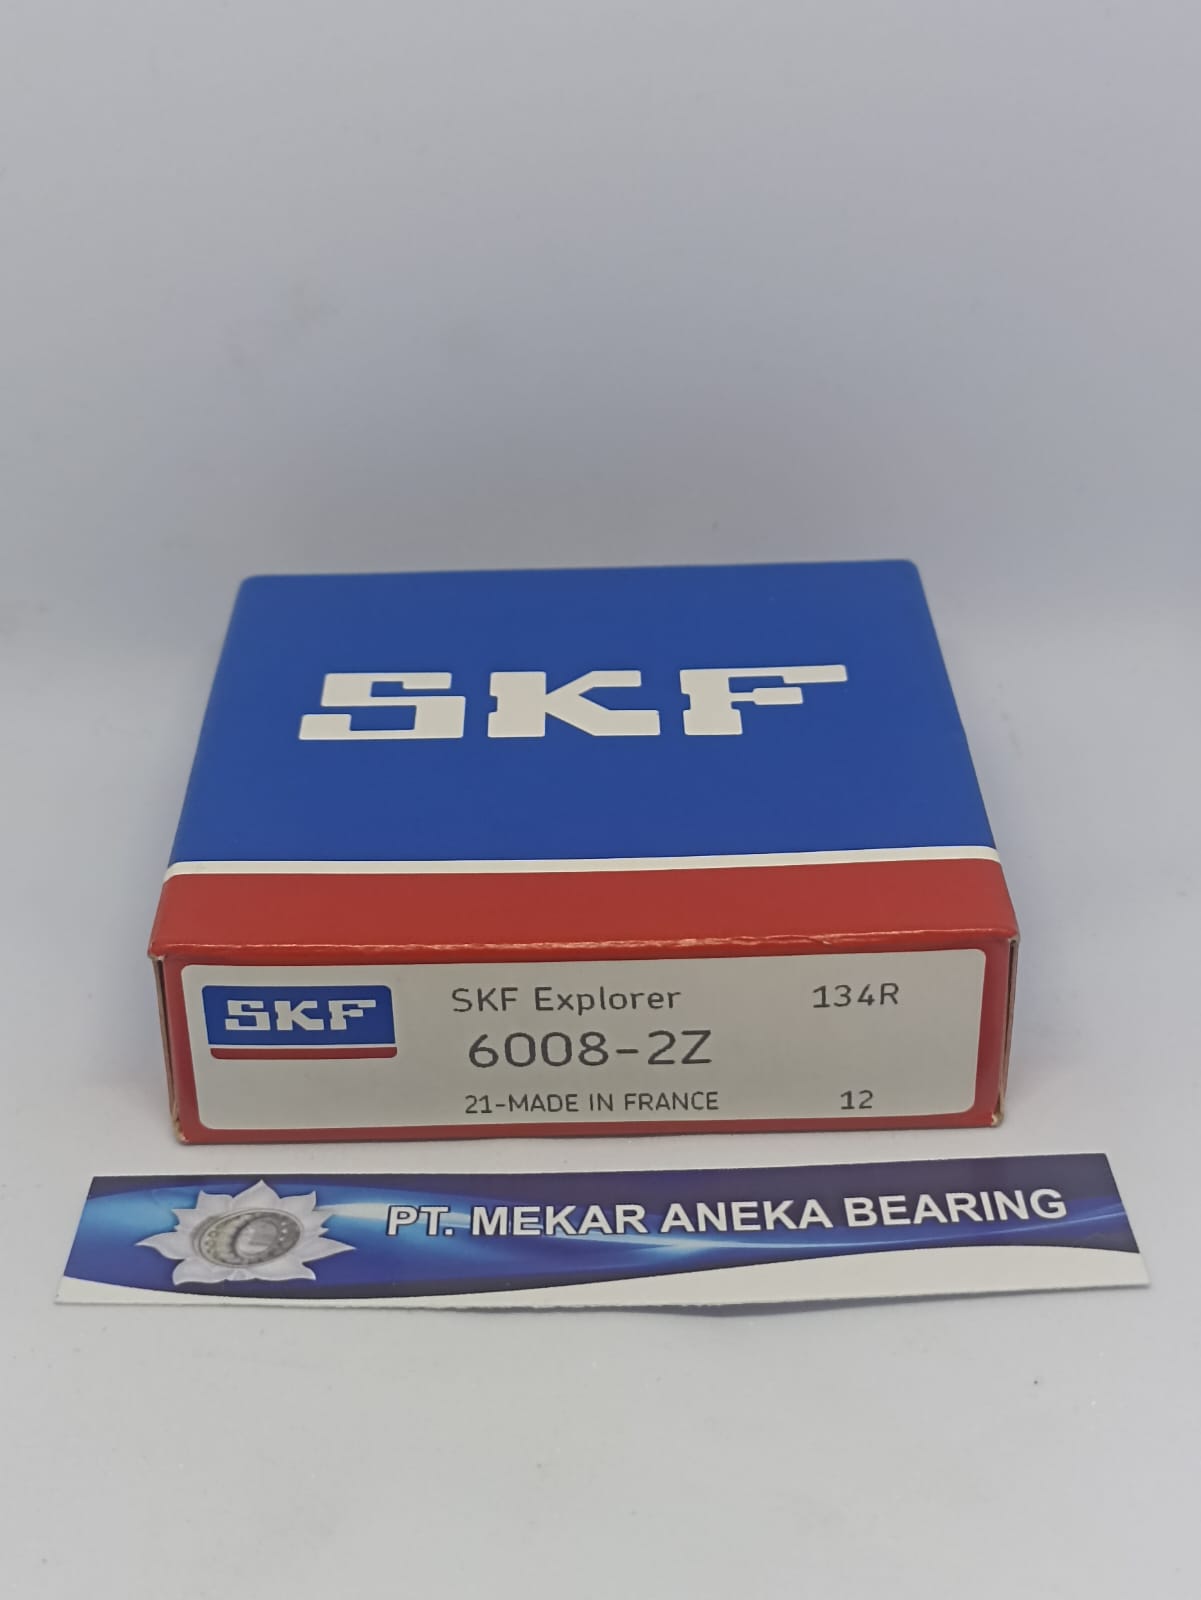 SKF
SKF
SKF Explorer 134R
6008-2Z
21-MADE IN FRANCE 12
PT. MEKAR ANEKA BEARING